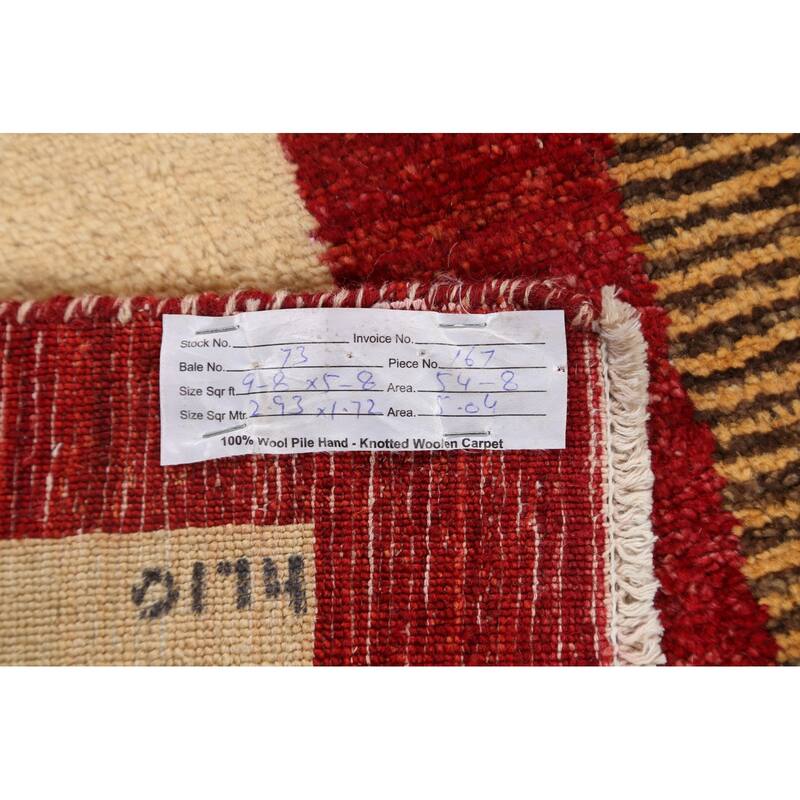 Stock No. Invoice No.
Bale No. 73 Piece No. 167
Size Sqr ft. 9-8 x 5-8 Area. 54-8
Size Sqr Mtr. 2.93 x 1.72 Area. 5.04
100% Wool Pile Hand - Knotted Woolen Carpet
0174